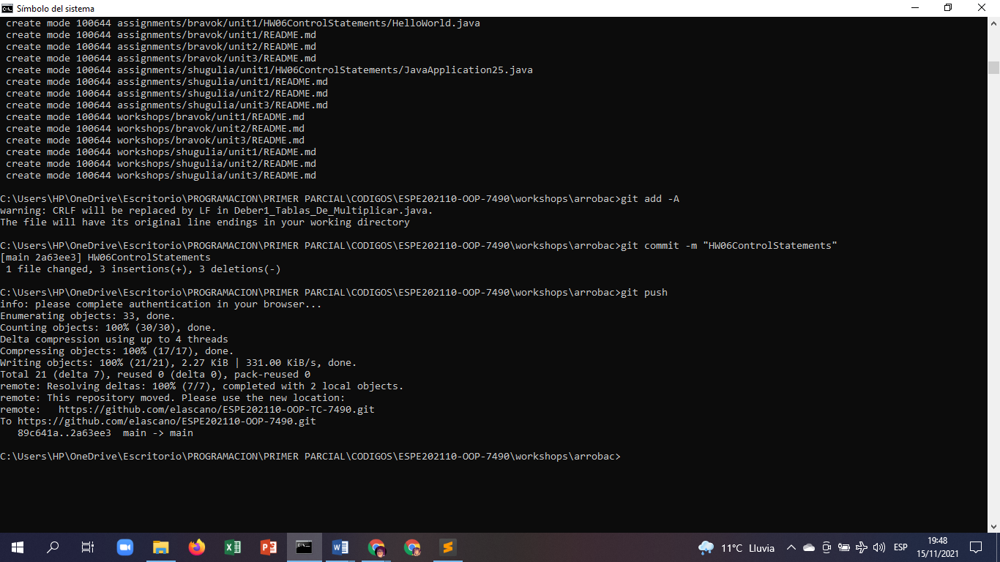 Símbolo del sistema
create mode 100644 assignments/bravok/unit1/HW06ControlStatements/HelloWorld.java
create mode 100644 assignments/bravok/unit1/README.md
create mode 100644 assignments/bravok/unit2/README.md
create mode 100644 assignments/bravok/unit3/README.md
create mode 100644 assignments/shugulia/unit1/HW06ControlStatements/JavaApplication25.java
create mode 100644 assignments/shugulia/unit1/README.md
create mode 100644 assignments/shugulia/unit2/README.md
create mode 100644 assignments/shugulia/unit3/README.md
create mode 100644 workshops/bravok/unit1/README.md
create mode 100644 workshops/bravok/unit2/README.md
create mode 100644 workshops/bravok/unit3/README.md
create mode 100644 workshops/shugulia/unit1/README.md
create mode 100644 workshops/shugulia/unit2/README.md
create mode 100644 workshops/shugulia/unit3/README.md
C:\Users\HP\OneDrive\Escritorio\PROGRAMACION\PRIMER PARCIAL\CODIGOS\ESPE202110-OOP-7490\workshops\arrobac>git add -A
warning: CRLF will be replaced by LF in Deber1_Tablas_De_Multiplicar.java.
The file will have its original line endings in your working directory
C:\Users\HP\OneDrive\Escritorio\PROGRAMACION\PRIMER PARCIAL\CODIGOS\ESPE202110-OOP-7490\workshops\arrobac>git commit -m "HW06ControlStatements"
[main 2a63ee3] HW06ControlStatements
1 file changed, 3 insertions(+), 3 deletions(-)
C:\Users\HP\OneDrive\Escritorio\PROGRAMACION\PRIMER PARCIAL\CODIGOS\ESPE202110-OOP-7490\workshops\arrobac>git push
info: please complete authentication in your browser...
Enumerating objects: 33, done.
Counting objects: 100% (30/30), done.
Delta compression using up to 4 threads
Compressing objects: 100% (17/17), done.
Writing objects: 100% (21/21), 2.27 KiB | 331.00 KiB/s, done.
Total 21 (delta 7), reused 0 (delta 0), pack-reused 0
remote: Resolving deltas: 100% (7/7), completed with 2 local objects.
remote: This repository moved. Please use the new location:
remote:   https://github.com/elascano/ESPE202110-OOP-TC-7490.git
To https://github.com/elascano/ESPE202110-OOP-7490.git
89c641a..2a63ee3  main -> main
C:\Users\HP\OneDrive\Escritorio\PROGRAMACION\PRIMER PARCIAL\CODIGOS\ESPE202110-OOP-7490\workshops\arrobac>
11°C Lluvia
ESP
19:48
15/11/2021